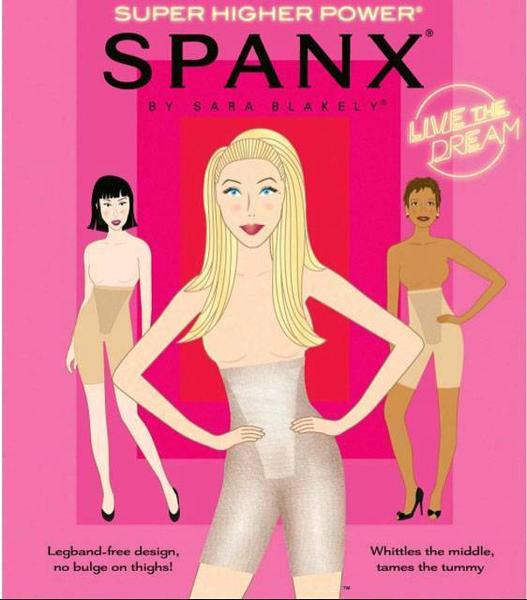 SUPER HIGHER POWER®
SPANX®
BY SARA BLAKELY®
LIVE THE
DREAM
Legband-free design,
no bulge on thighs!
Whittles the middle,
tames the tummy
™